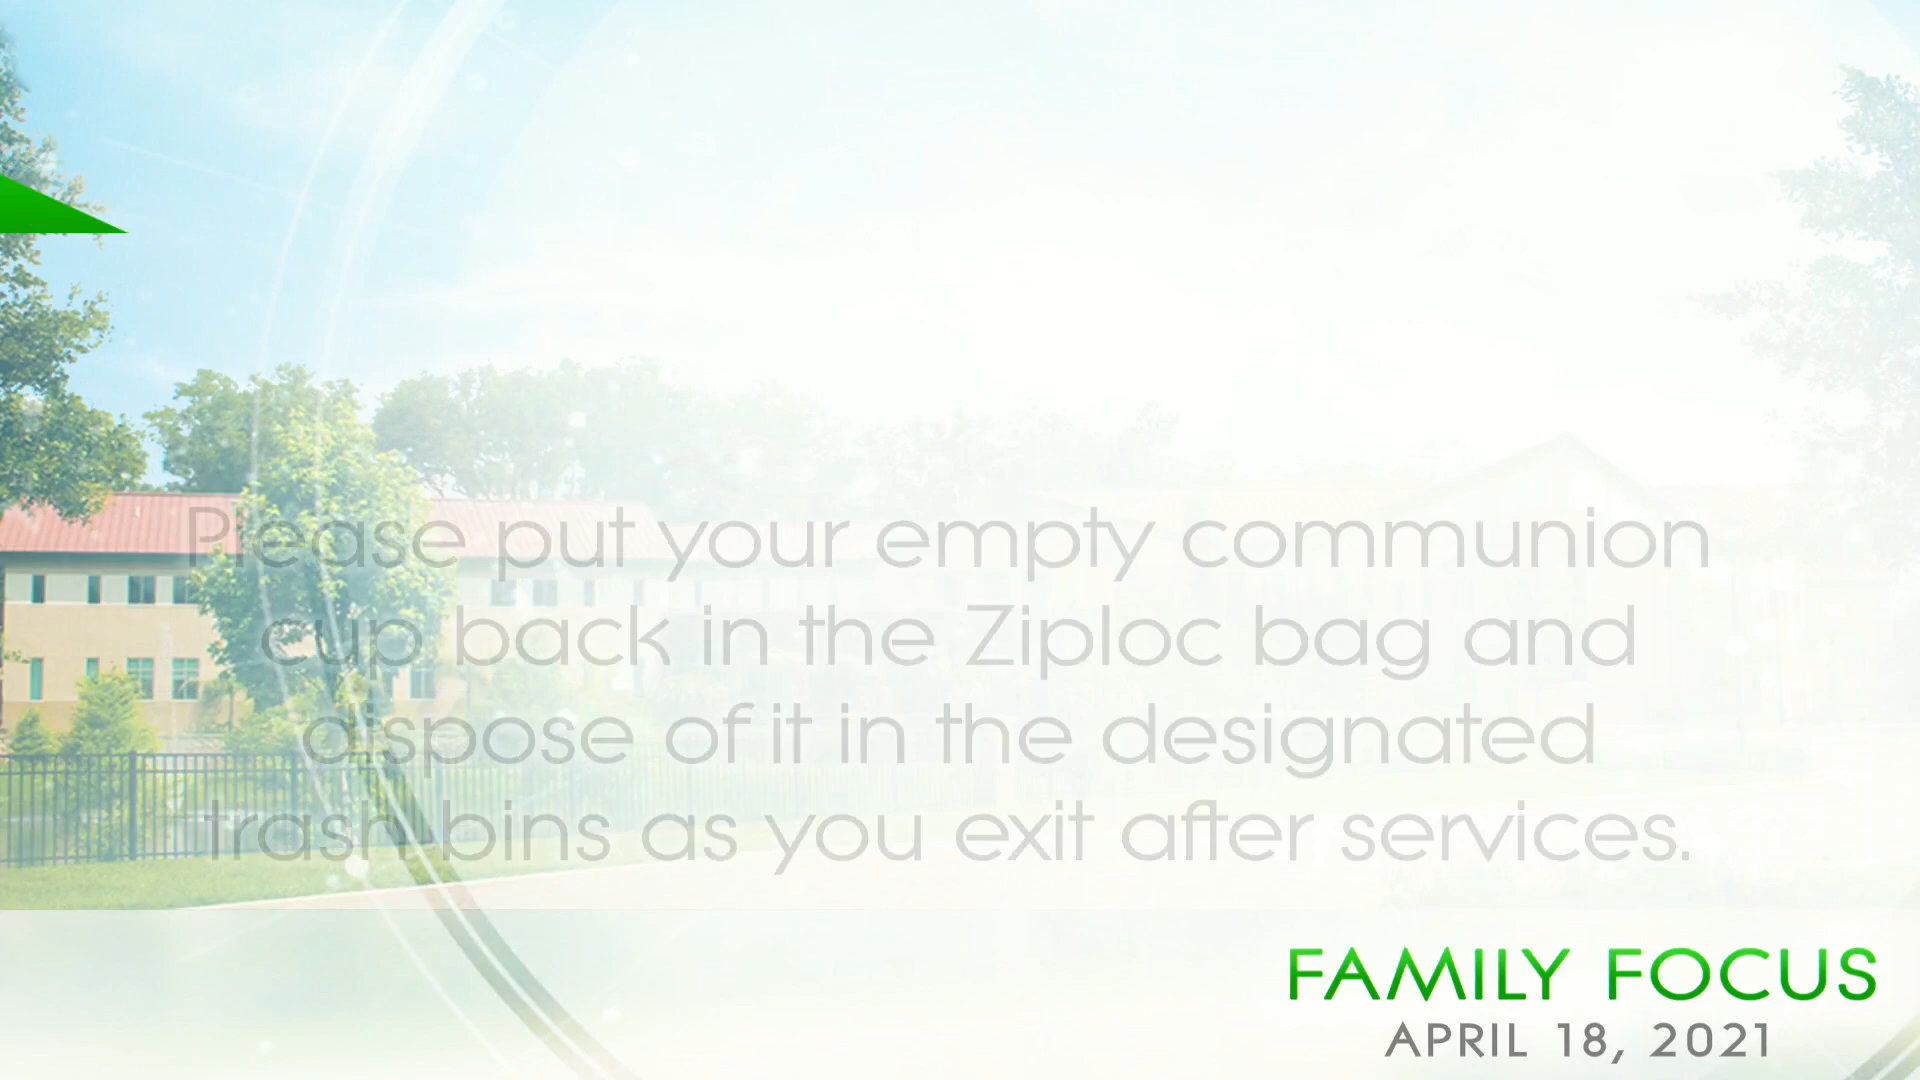 Please put your empty communion
cup back in the Ziploc bag and
dispose of it in the designated
trash bins as you exit after services.
FAMILY FOCUS
APRIL 18, 2021